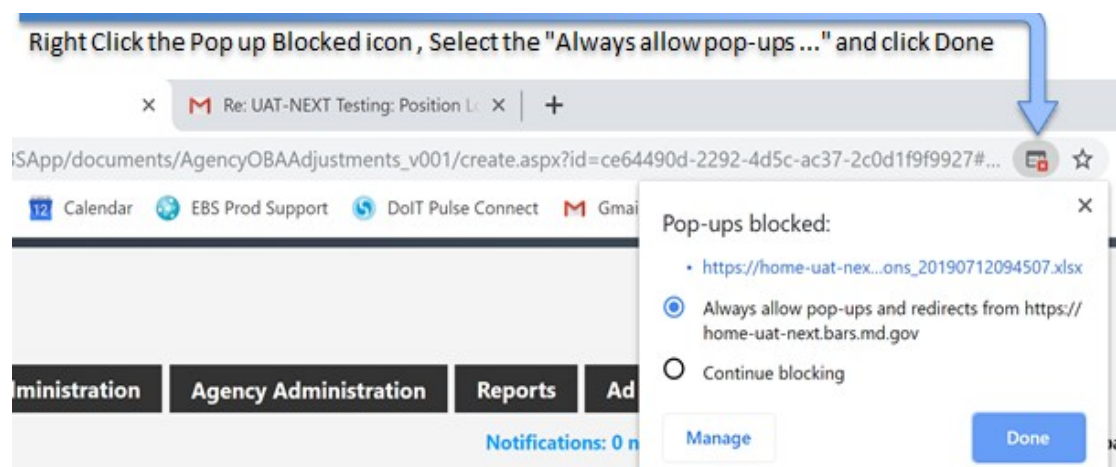 Right Click the Pop up Blocked icon , Select the "Always allow pop-ups ..." and click Done
Re: UAT-NEXT Testing: Position
SApp/documents/AgencyOBAAdjustments_v001/create.aspx?id=ce64490d-2292-4d5c-ac37-2c0d1f9f9927#...
12 Calendar EBS Prod Support DoIT Pulse Connect Gmai
Pop-ups blocked:
https://home-uat-nex...ons_20190712094507.xlsx
Always allow pop-ups and redirects from https://
home-uat-next.bars.md.gov
Continue blocking
ministration Agency Administration Reports Ad
Manage Done
Notifications: 0 n